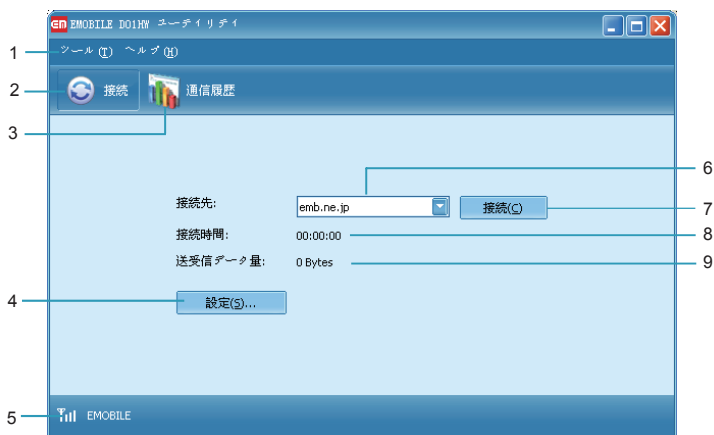 EM EMOBILE D01HW ユーティリティ
1 ツール(T) ヘルプ(H)
2 接続 通信履歴
3
6
接続先: emb.ne.jp 接続(C) 7
接続時間: 00:00:00 8
送受信データ量: 0 Bytes 9
4 設定(S)...
5 EMOBILE